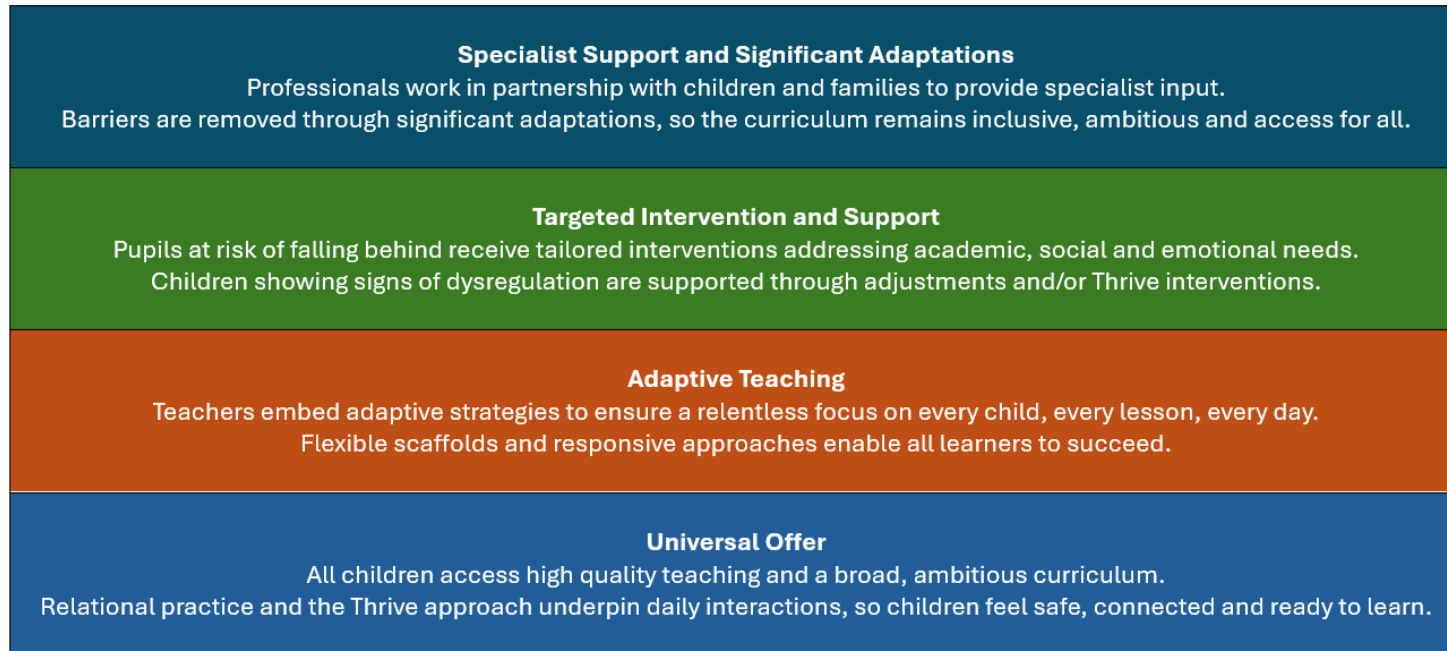 Specialist Support and Significant Adaptations
Professionals work in partnership with children and families to provide specialist input.
Barriers are removed through significant adaptations, so the curriculum remains inclusive, ambitious and access for all.
Targeted Intervention and Support
Pupils at risk of falling behind receive tailored interventions addressing academic, social and emotional needs.
Children showing signs of dysregulation are supported through adjustments and/or Thrive interventions.
Adaptive Teaching
Teachers embed adaptive strategies to ensure a relentless focus on every child, every lesson, every day.
Flexible scaffolds and responsive approaches enable all learners to succeed.
Universal Offer
All children access high quality teaching and a broad, ambitious curriculum.
Relational practice and the Thrive approach underpin daily interactions, so children feel safe, connected and ready to learn.